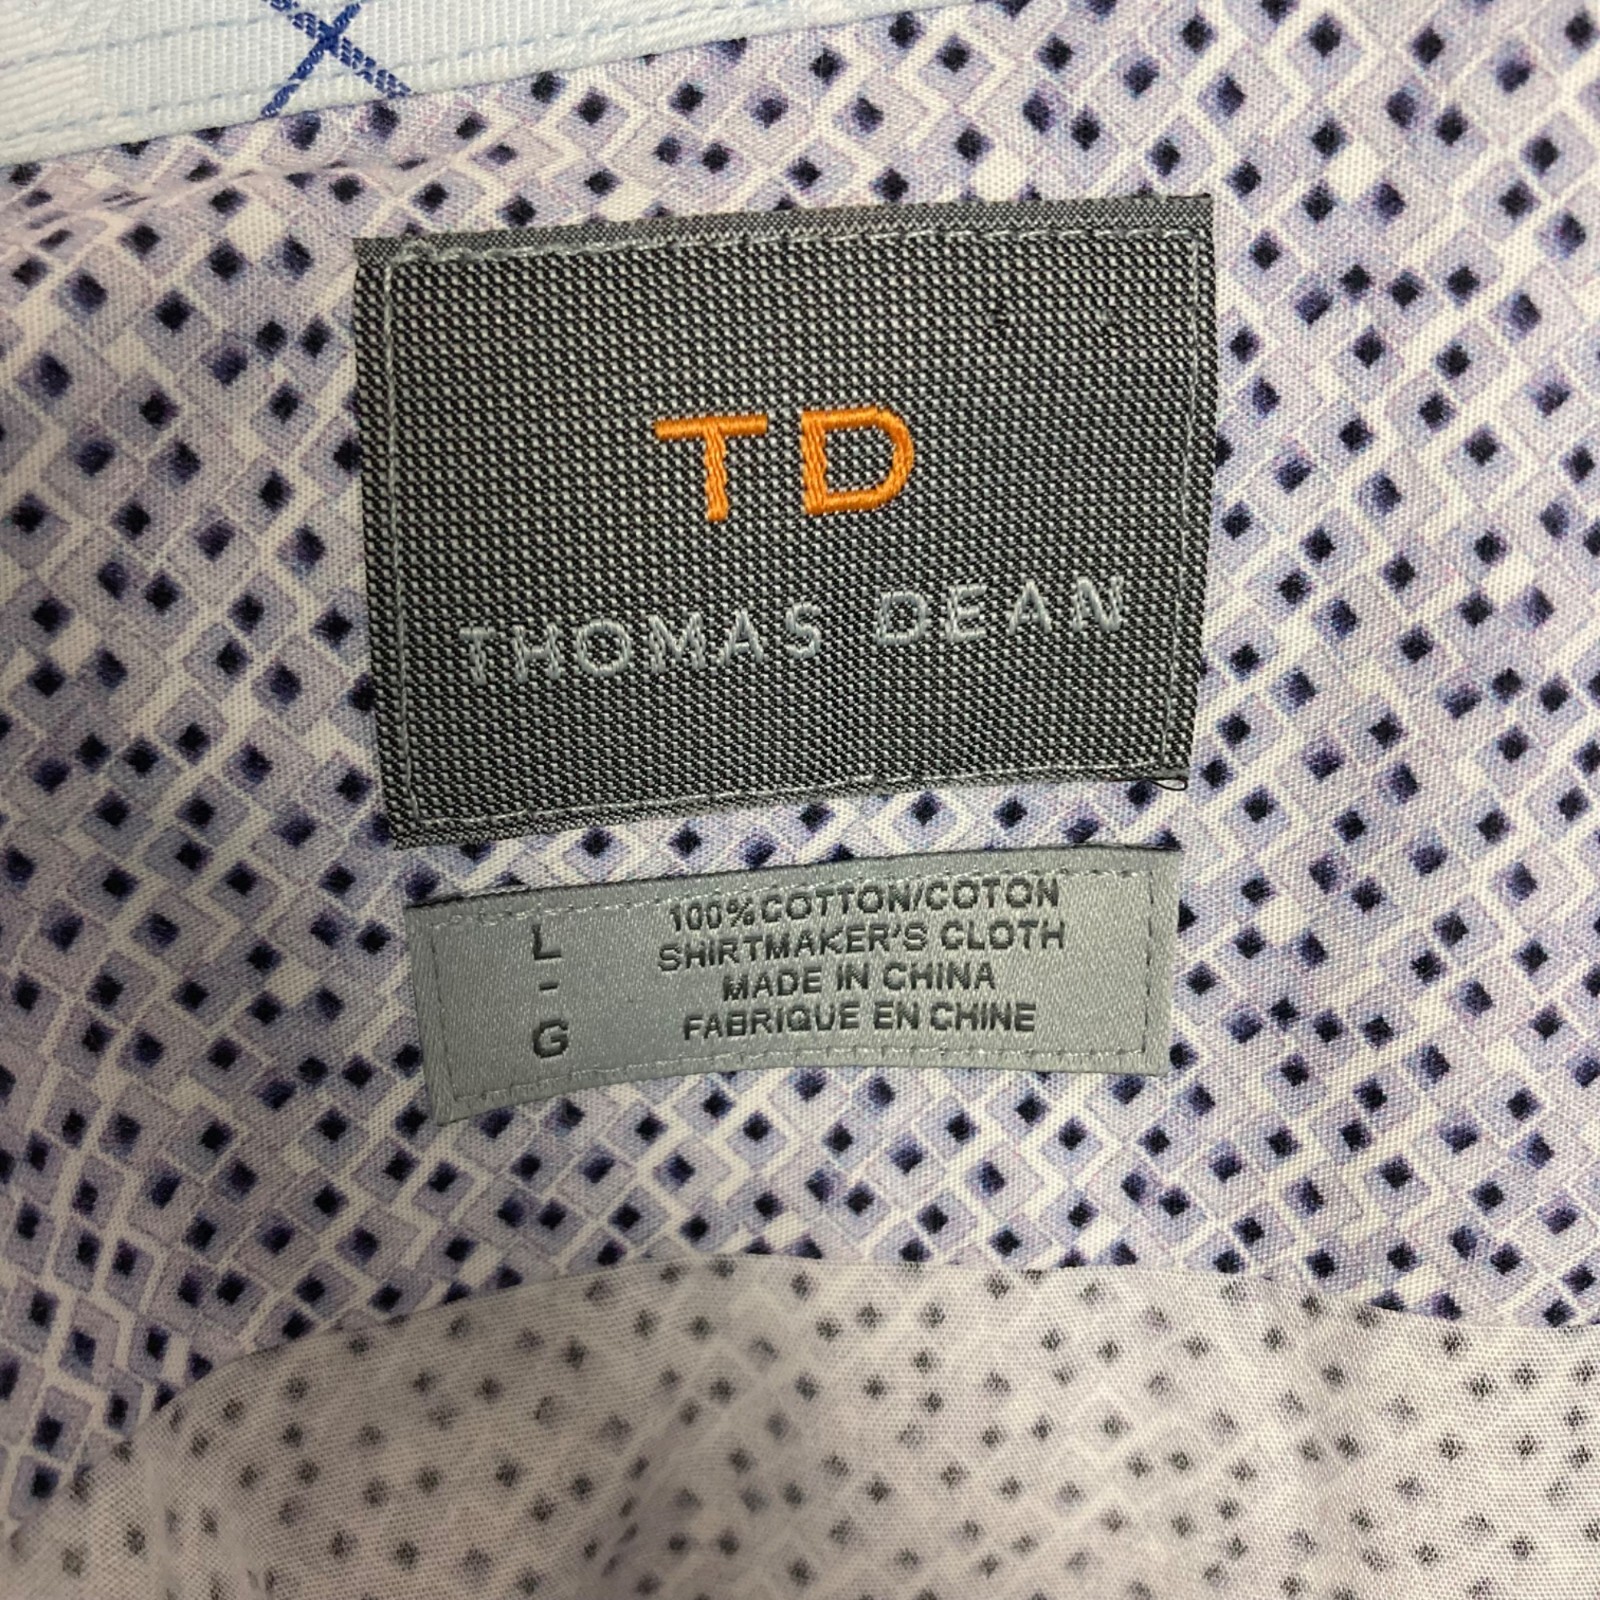 TD
THOMAS DEAN
L
-
G
100% COTTON/COTON
SHIRTMAKER'S CLOTH
MADE IN CHINA
FABRIQUE EN CHINE